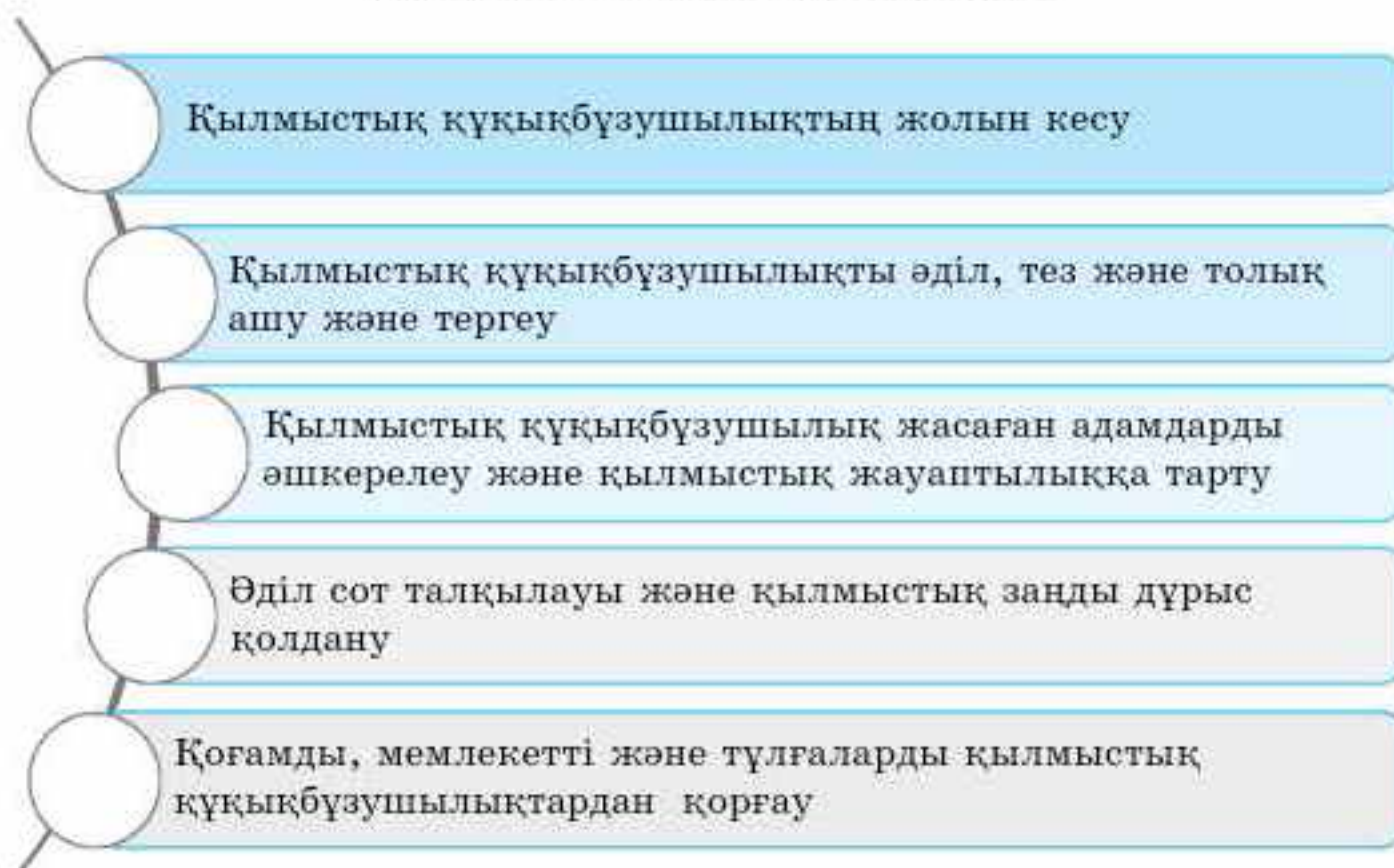 Қылмыстық құқықбұзушылықтың жолын кесу
Қылмыстық құқықбұзушылықты әділ, тез және толық
ашу және тергеу
Қылмыстық құқықбұзушылық жасаған адамдарды
әшкерелеу және қылмыстық жауаптылыққа тарту
Әділ сот талқылауы және қылмыстық заңды дұрыс
қолдану
Қоғамды, мемлекетті және тұлғаларды қылмыстық
құқықбұзушылықтардан қорғау